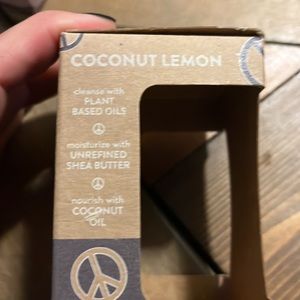 COCONUT LEMON
cleanse with
PLANT
BASED OILS
moisturize with
UNREFINED
SHEA BUTTER
nourish with
COCONUT
OIL